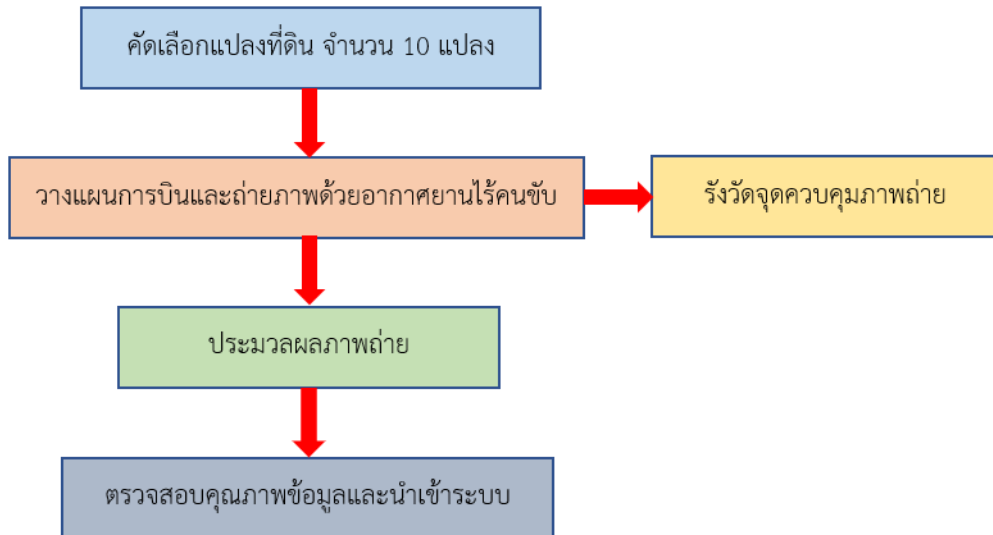 คัดเลือกแปลงที่ดิน จำนวน 10 แปลง
วางแผนการบินและถ่ายภาพด้วยอากาศยานไร้คนขับ
รังวัดจุดควบคุมภาพถ่าย
ประมวลผลภาพถ่าย
ตรวจสอบคุณภาพข้อมูลและนำเข้าระบบ